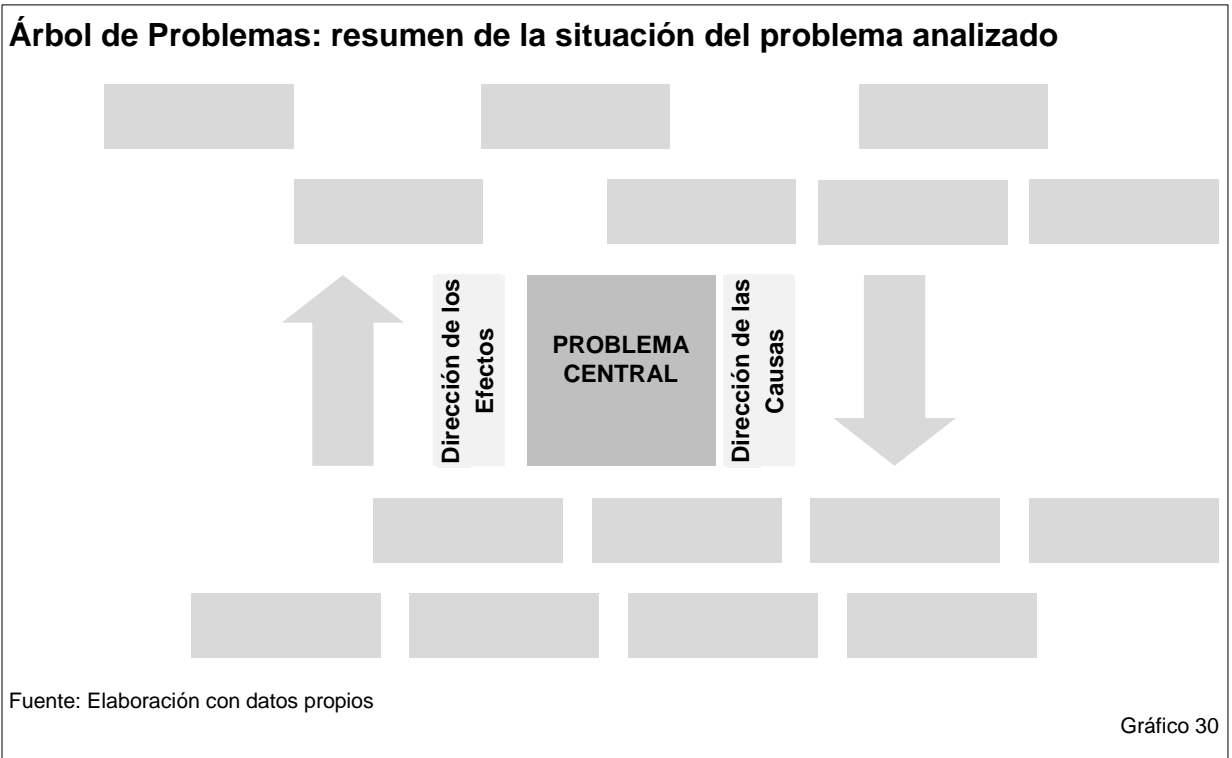 Árbol de Problemas: resumen de la situación del problema analizado
Dirección de los
Efectos
PROBLEMA
CENTRAL
Dirección de las
Causas
Fuente: Elaboración con datos propios
Gráfico 30